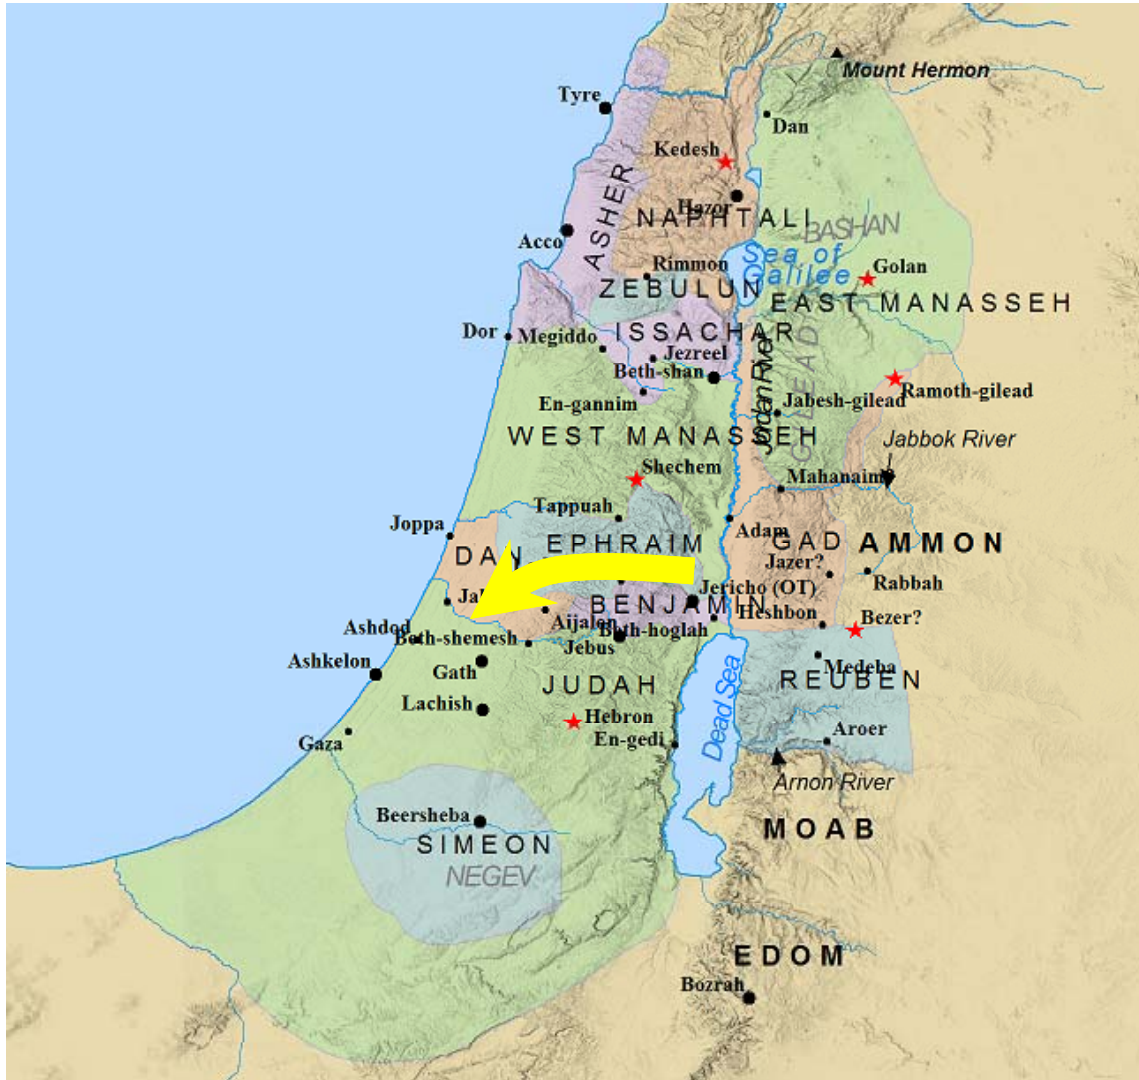 Mount Hermon
Tyre
Dan
Kedesh
ASHER
Hazor
NAPHTALI
BASHAN
Acco
Sea of
Galilee
Rimmon
Golan
ZEBULUN
EAST MANASSEH
Dor
Megiddo
ISSACHAR
Jezreel
Beth-shan
Jordan River
GILEAD
Ramoth-gilead
En-gannim
Jabesh-gilead
WEST MANASSEH
Jabbok River
Shechem
Mahanaim?
Tappuah
Joppa
Adam
DAN
EPHRAIM
GAD
AMMON
Jazer?
Rabbah
Jericho (OT)
BENJAMIN
Heshbon
Bezer?
Aijalon
Ashdod
Beth-shemesh
Beth-hoglah
Jebus
Ashkelon
Gath
Medeba
JUDAH
REUBEN
Dead Sea
Lachish
Hebron
En-gedi
Aroer
Gaza
Arnon River
Beersheba
MOAB
SIMEON
NEGEV
EDOM
Bozrah